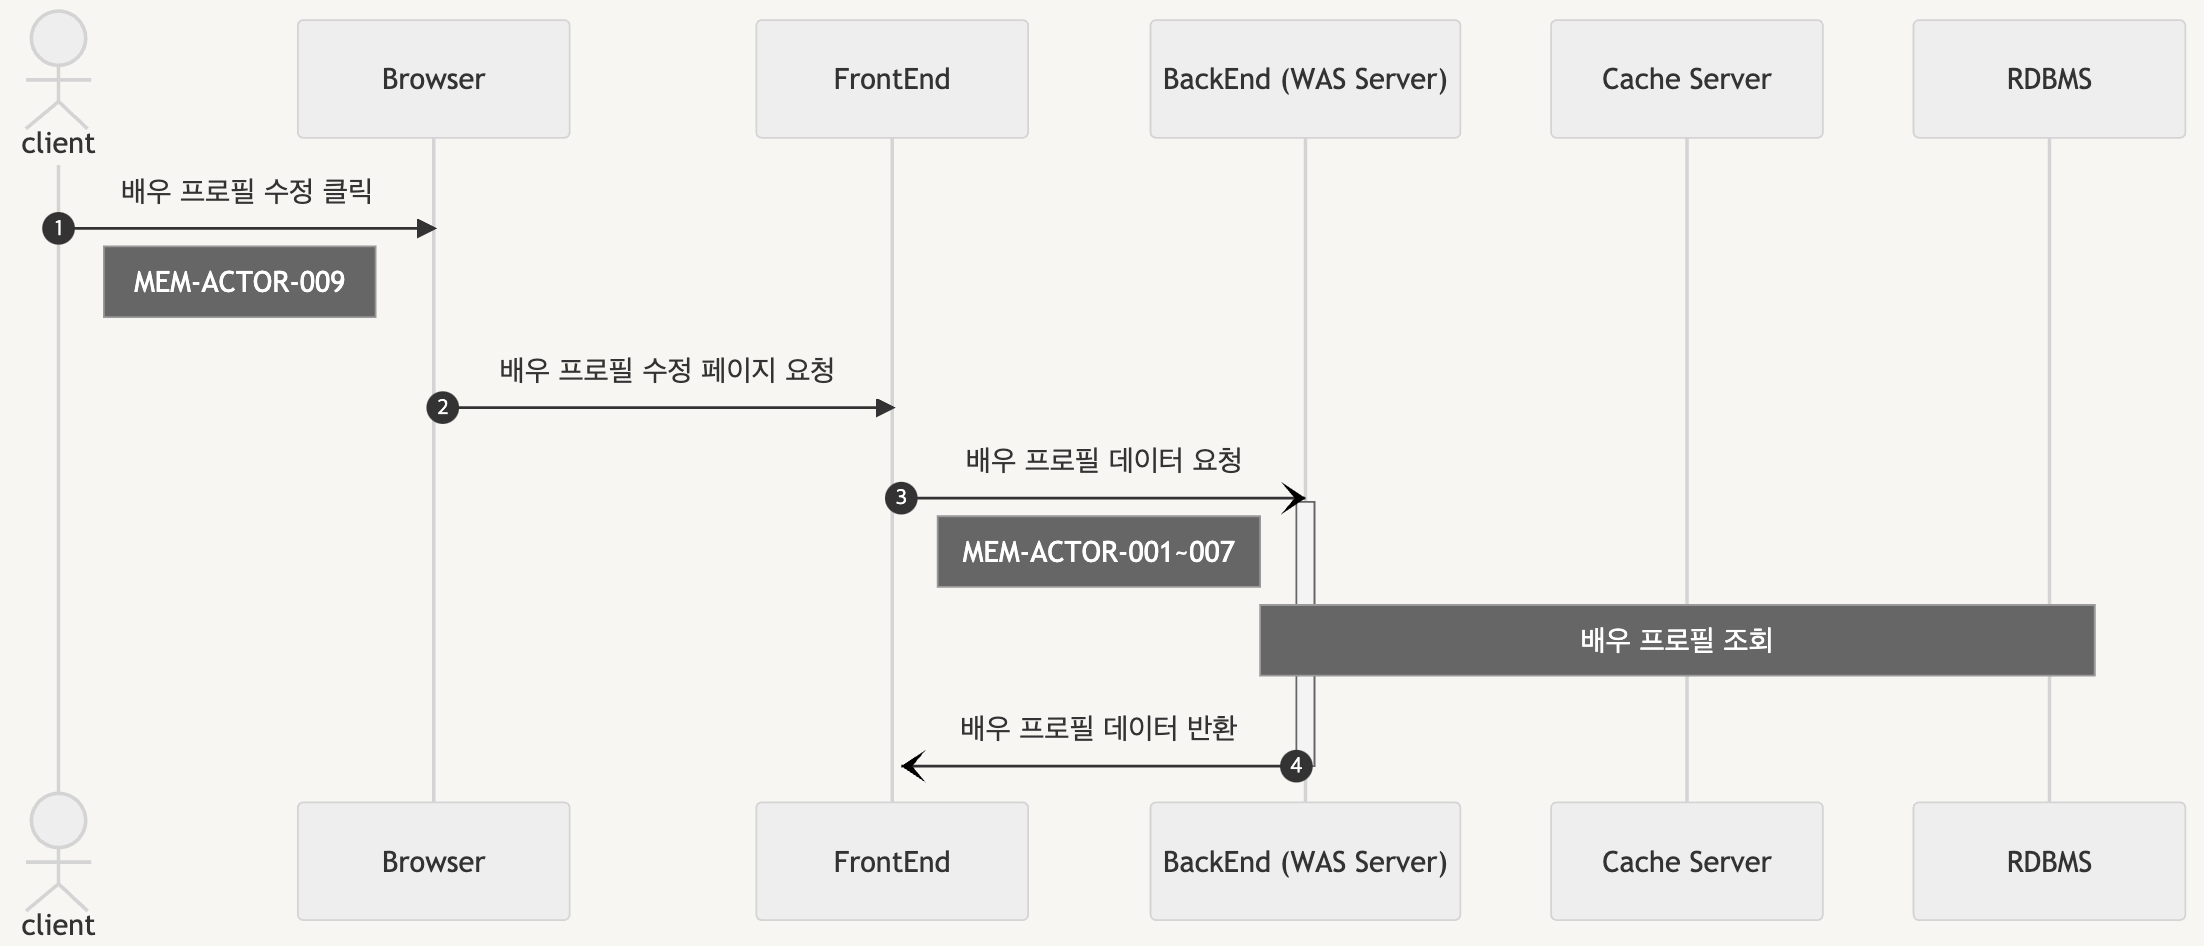 Browser
FrontEnd
BackEnd (WAS Server)
Cache Server
RDBMS
client
배우 프로필 수정 클릭
1
MEM-ACTOR-009
배우 프로필 수정 페이지 요청
2
배우 프로필 데이터 요청
3
MEM-ACTOR-001~007
배우 프로필 조회
배우 프로필 데이터 반환
4
Browser
FrontEnd
BackEnd (WAS Server)
Cache Server
RDBMS
client